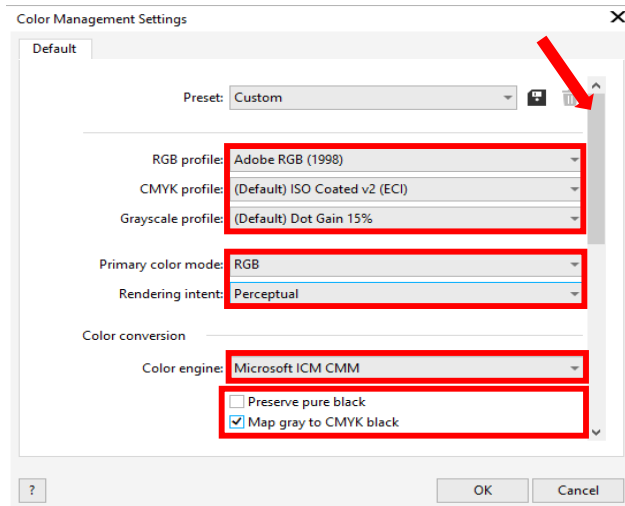 Color Management Settings
Default
Preset: Custom
RGB profile: Adobe RGB (1998)
CMYK profile: (Default) ISO Coated v2 (ECI)
Grayscale profile: (Default) Dot Gain 15%
Primary color mode: RGB
Rendering intent: Perceptual
Color conversion
Color engine: Microsoft ICM CMM
Preserve pure black
Map gray to CMYK black
? OK Cancel